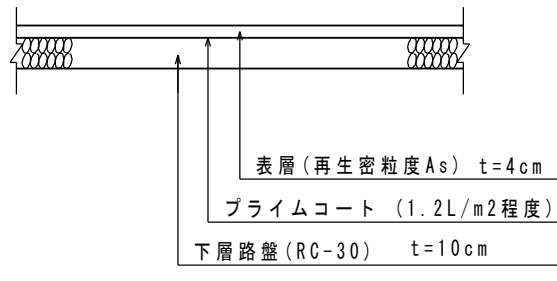 表層(再生密粒度As) t=4cm
プライムコート (1.2L/m2程度)
下層路盤(RC-30) t=10cm